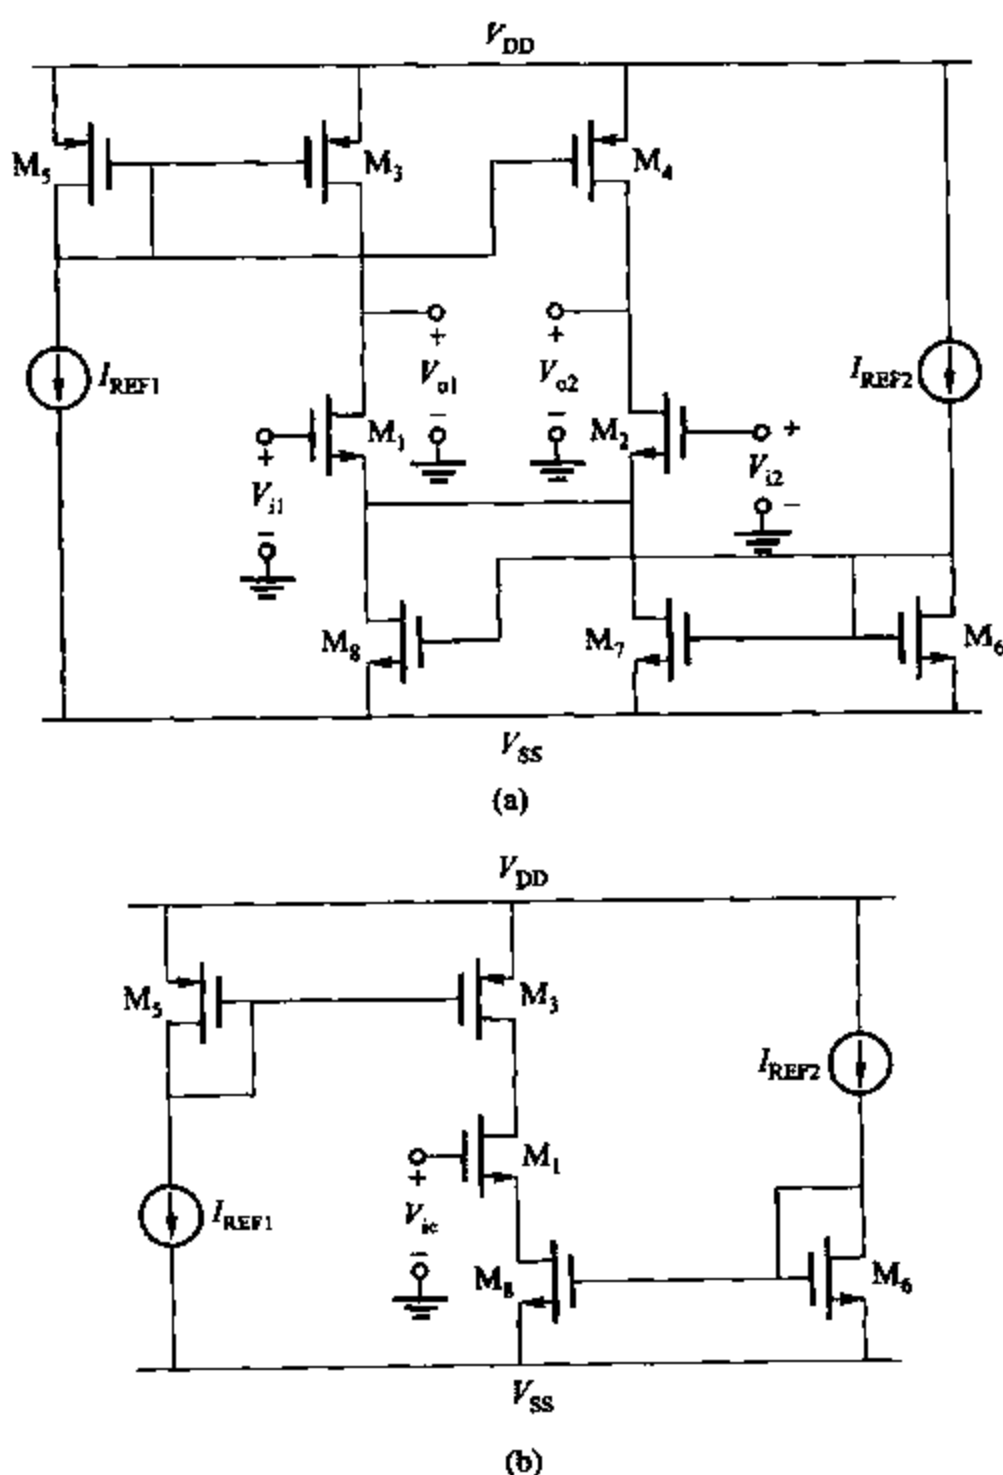 V_DD
M_5
M_3
M_4
I_REF1
+
V_o1
−
+
V_o2
−
I_REF2
M_1
M_2
+
V_i1
−
+
V_i2
−
M_8
M_7
M_6
V_SS
(a)
V_DD
M_5
M_3
I_REF2
M_1
+
V_ic
−
I_REF1
M_8
M_6
V_SS
(b)